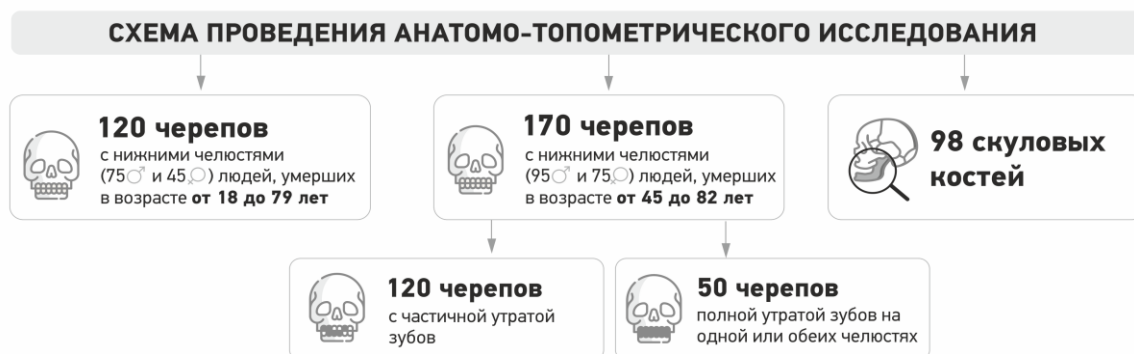 СХЕМА ПРОВЕДЕНИЯ АНАТОМО-ТОПОМЕТРИЧЕСКОГО ИССЛЕДОВАНИЯ
120 черепов
с нижними челюстями
(75♂ и 45♀) людей, умерших
в возрасте от 18 до 79 лет
170 черепов
с нижними челюстями
(95♂ и 75♀) людей, умерших
в возрасте от 45 до 82 лет
98 скуловых
костей
120 черепов
с частичной утратой
зубов
50 черепов
полной утратой зубов на
одной или обеих челюстях